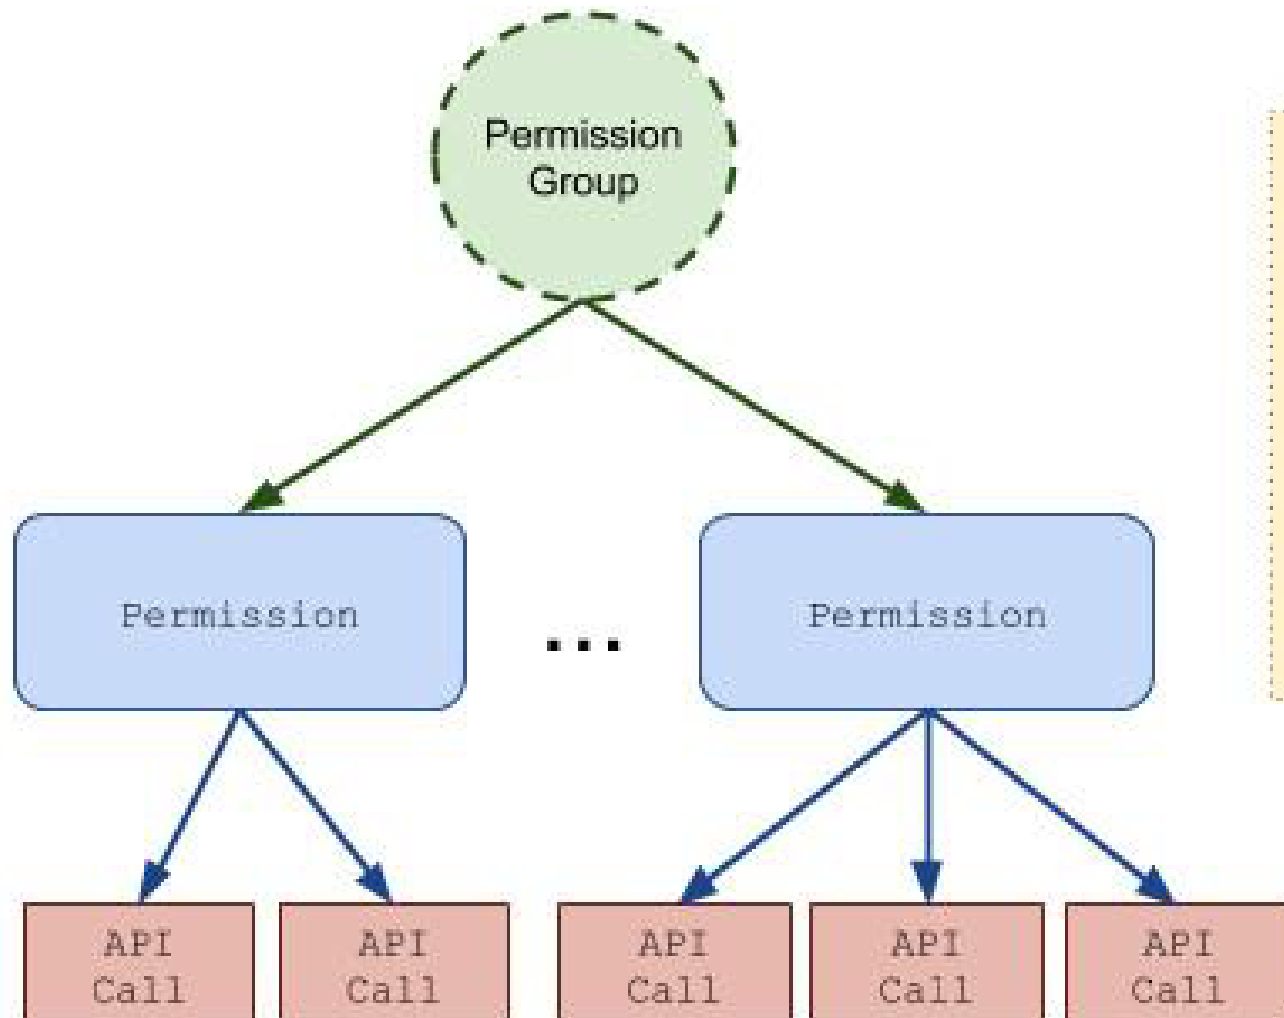 Permission
Group
Permission
...
Permission
API
Call
API
Call
API
Call
API
Call
API
Call